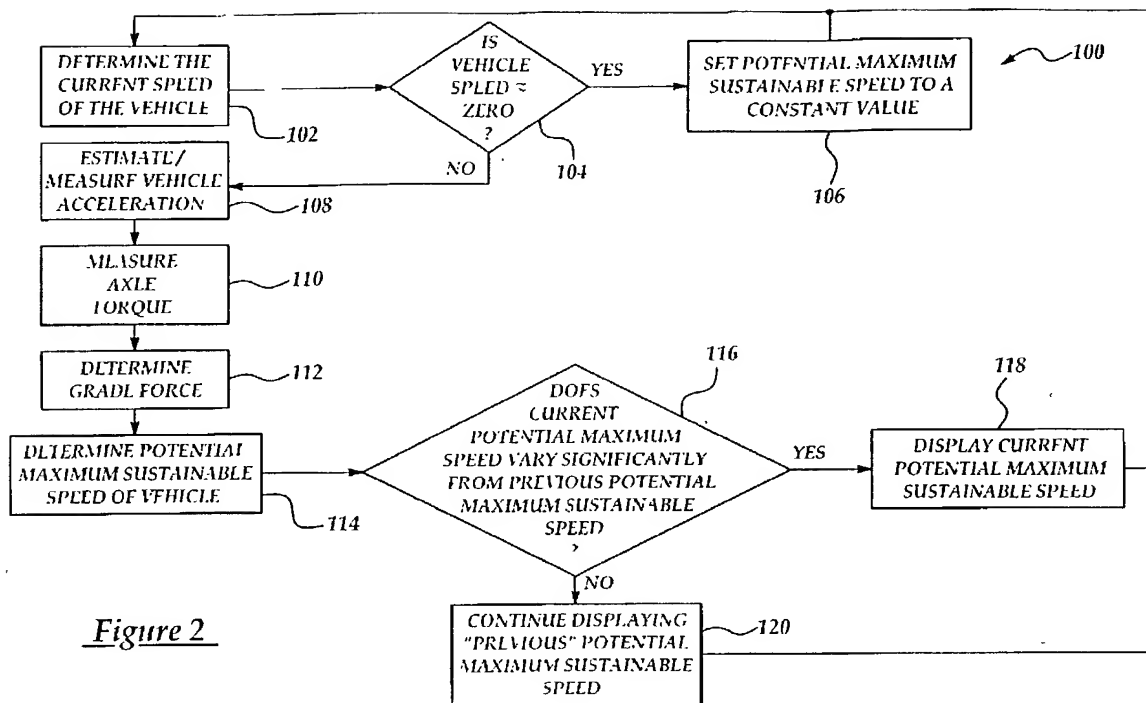 DETERMINE THE
CURRENT SPEED
OF THE VEHICLE
102
IS
VEHICLE
SPEED ≈
ZERO
?
104
YES
NO
SET POTENTIAL MAXIMUM
SUSTAINABLE SPEED TO A
CONSTANT VALUE
106
100
ESTIMATE/
MEASURE VEHICLE
ACCELERATION
108
MEASURE
AXLE
TORQUE
110
DETERMINE
GRADE FORCE
112
DETERMINE POTENTIAL
MAXIMUM SUSTAINABLE
SPEED OF VEHICLE
114
DOES
CURRENT
POTENTIAL MAXIMUM
SPEED VARY SIGNIFICANTLY
FROM PREVIOUS POTENTIAL
MAXIMUM SUSTAINABLE
SPEED
?
116
YES
NO
DISPLAY CURRENT
POTENTIAL MAXIMUM
SUSTAINABLE SPEED
118
CONTINUE DISPLAYING
"PREVIOUS" POTENTIAL
MAXIMUM SUSTAINABLE
SPEED
120
Figure 2